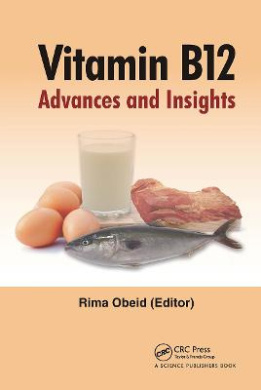 Vitamin B12
Advances and Insights
Rima Obeid (Editor)
CRC Press
Taylor & Francis Group
A SCIENCE PUBLISHERS BOOK